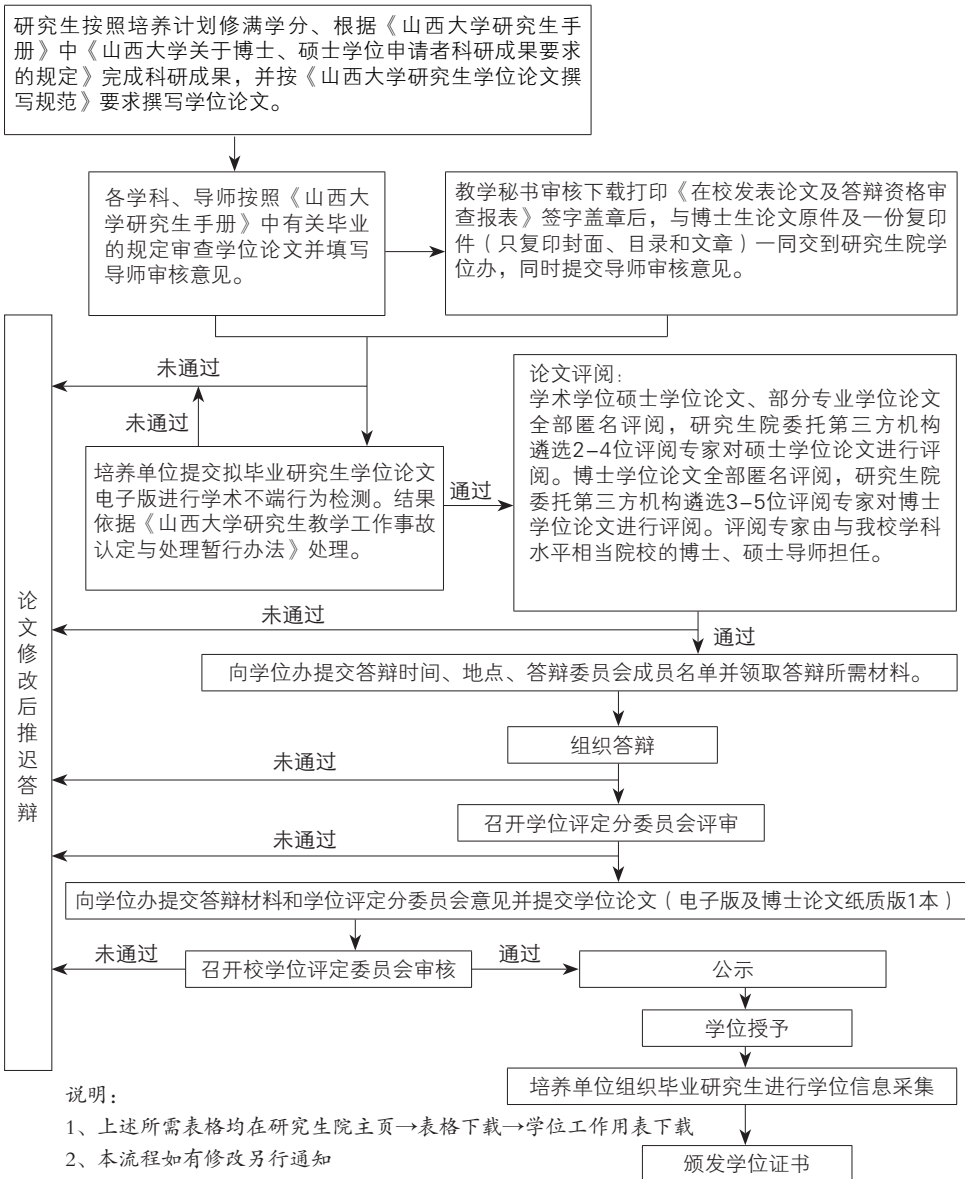 研究生按照培养计划修满学分、根据《山西大学研究生手
册》中《山西大学关于博士、硕士学位申请者科研成果要求
的规定》完成科研成果，并按《山西大学研究生学位论文撰
写规范》要求撰写学位论文。
各学科、导师按照《山西大
学研究生手册》中有关毕业
的规定审查学位论文并填写
导师审核意见。
教学秘书审核下载打印《在校发表论文及答辩资格审
查报表》签字盖章后，与博士生论文原件及一份复印
件（只复印封面、目录和文章）一同交到研究生院学
位办，同时提交导师审核意见。
未通过
未通过
培养单位提交拟毕业研究生学位论文
电子版进行学术不端行为检测。结果
依据《山西大学研究生教学工作事故
认定与处理暂行办法》处理。
通过
论文评阅：
学术学位硕士学位论文、部分专业学位论文
全部匿名评阅，研究生院委托第三方机构
遴选2-4位评阅专家对硕士学位论文进行评
阅。博士学位论文全部匿名评阅，研究生院
委托第三方机构遴选3-5位评阅专家对博士
学位论文进行评阅。评阅专家由与我校学科
水平相当院校的博士、硕士导师担任。
论文修改后推迟答辩
未通过
通过
向学位办提交答辩时间、地点、答辩委员会成员名单并领取答辩所需材料。
组织答辩
未通过
召开学位评定分委员会评审
未通过
向学位办提交答辩材料和学位评定分委员会意见并提交学位论文（电子版及博士论文纸质版1本）
未通过
召开校学位评定委员会审核
通过
公示
学位授予
培养单位组织毕业研究生进行学位信息采集
颁发学位证书
说明：
1、上述所需表格均在研究生院主页→表格下载→学位工作用表下载
2、本流程如有修改另行通知